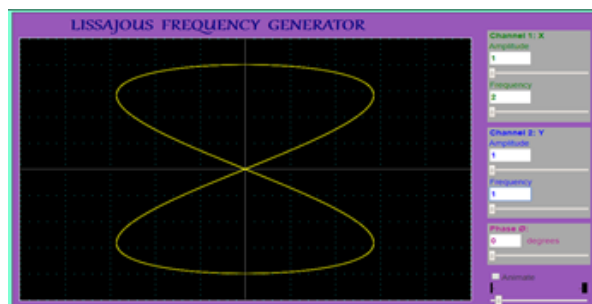 LISSAJOUS FREQUENCY GENERATOR
Channel 1: X
Amplitude
1
Frequency
2
Channel 2: Y
Amplitude
1
Frequency
1
Phase Ø:
0 degrees
Animate